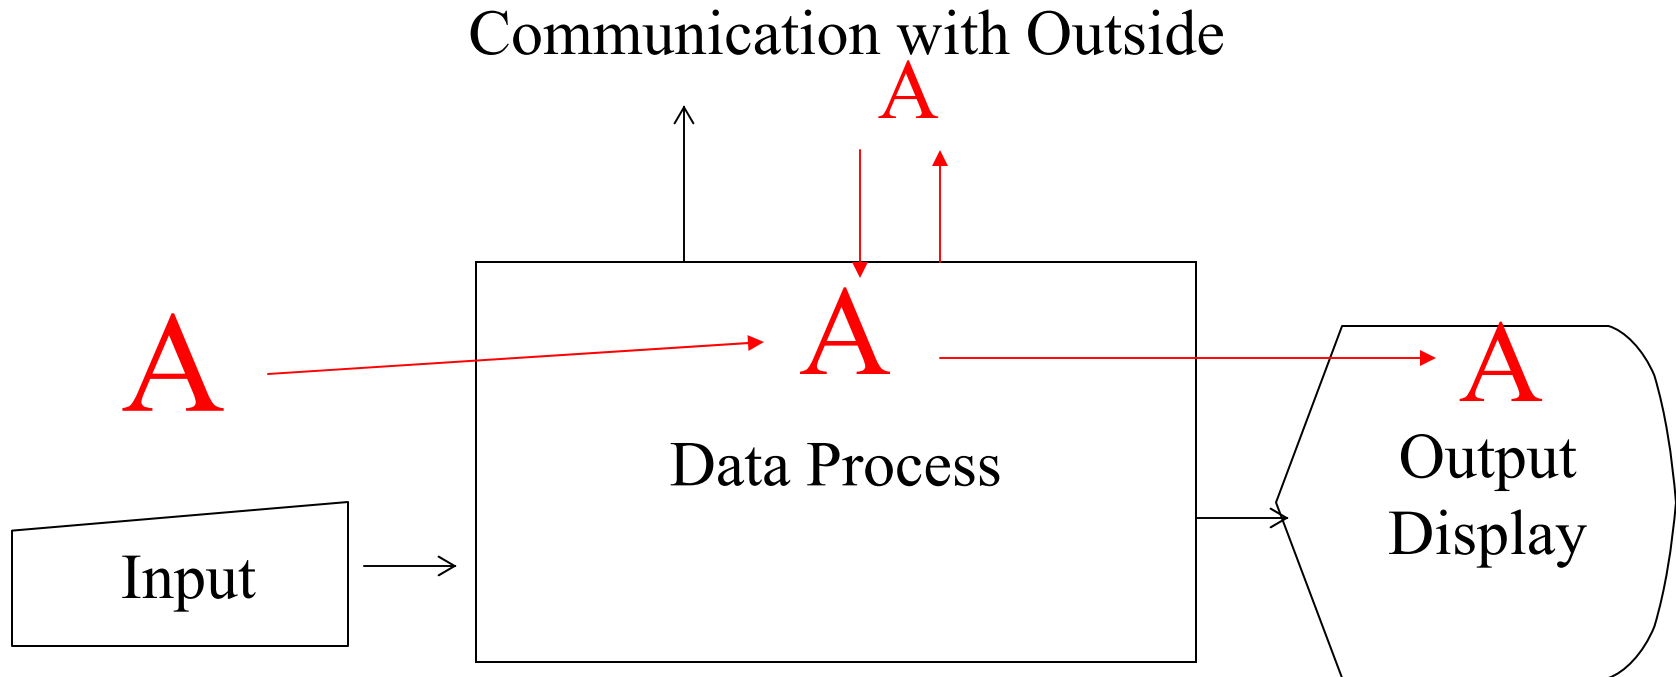 Communication with Outside
A
A
A
A
Data Process
Output
Display
Input